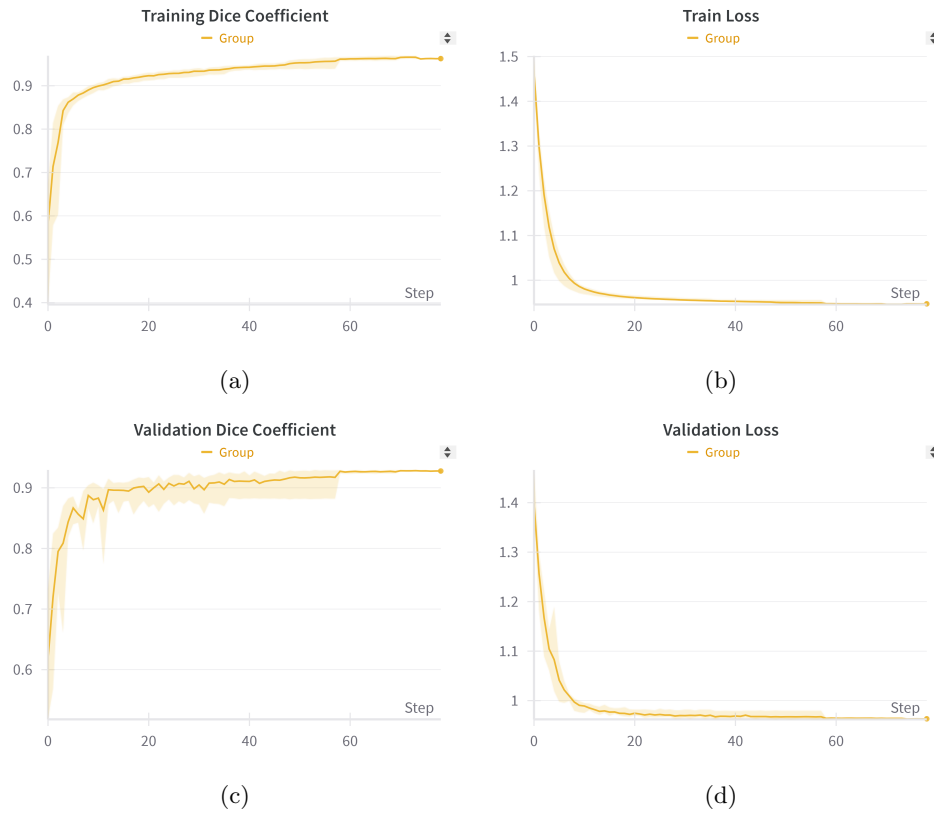 Training Dice Coefficient
Group
0.9
0.8
0.7
0.6
0.5
0.4
Step
0 20 40 60
(a)
Train Loss
Group
1.5
1.4
1.3
1.2
1.1
1
Step
0 20 40 60
(b)
Validation Dice Coefficient
Group
0.9
0.8
0.7
0.6
Step
0 20 40 60
(c)
Validation Loss
Group
1.4
1.3
1.2
1.1
1
Step
0 20 40 60
(d)